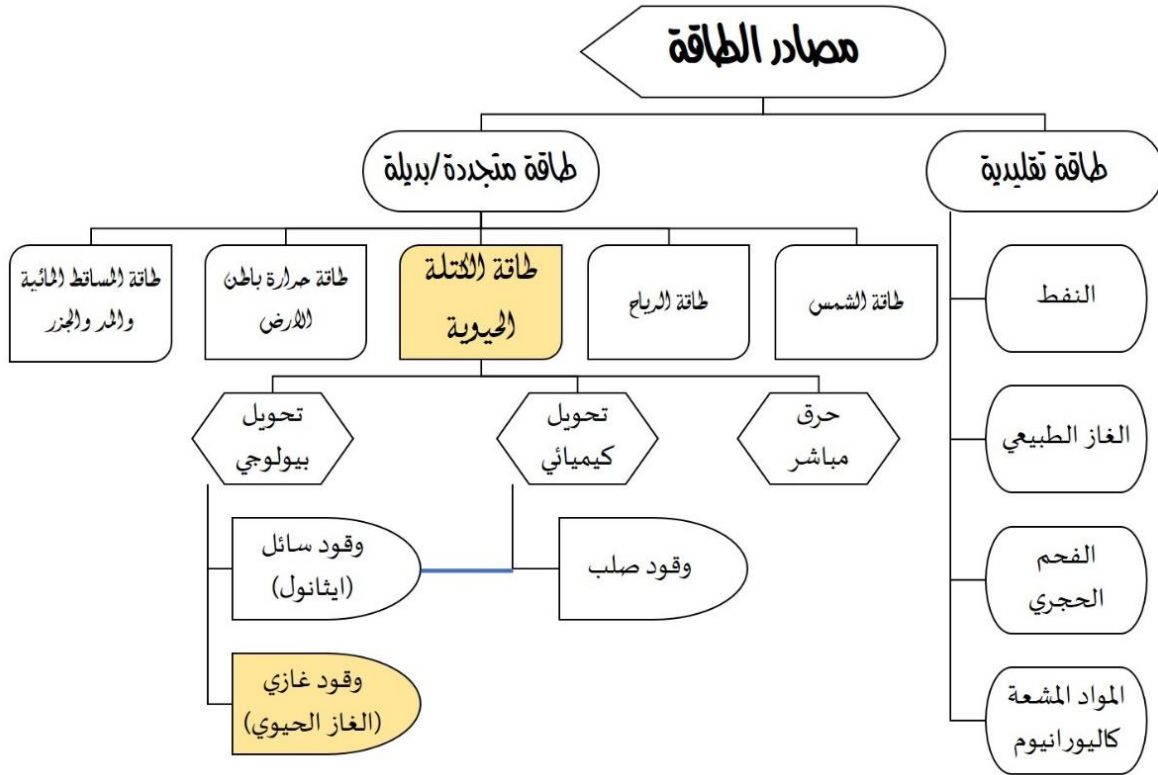 مصادر الطاقة
طاقة تقليدية
طاقة متجددة/بديلة
النفط
الغاز الطبيعي
الفحم
الحجري
المواد المشعة
كاليورانيوم
طاقة الشمس
طاقة الرياح
طاقة الكتلة
الحيوية
طاقة حرارة باطن
الارض
طاقة المساقط المائية
والمد والجزر
حرق
مباشر
تحويل
كيميائي
تحويل
بيولوجي
وقود صلب
وقود سائل
(ايثانول)
وقود غازي
(الغاز الحيوي)